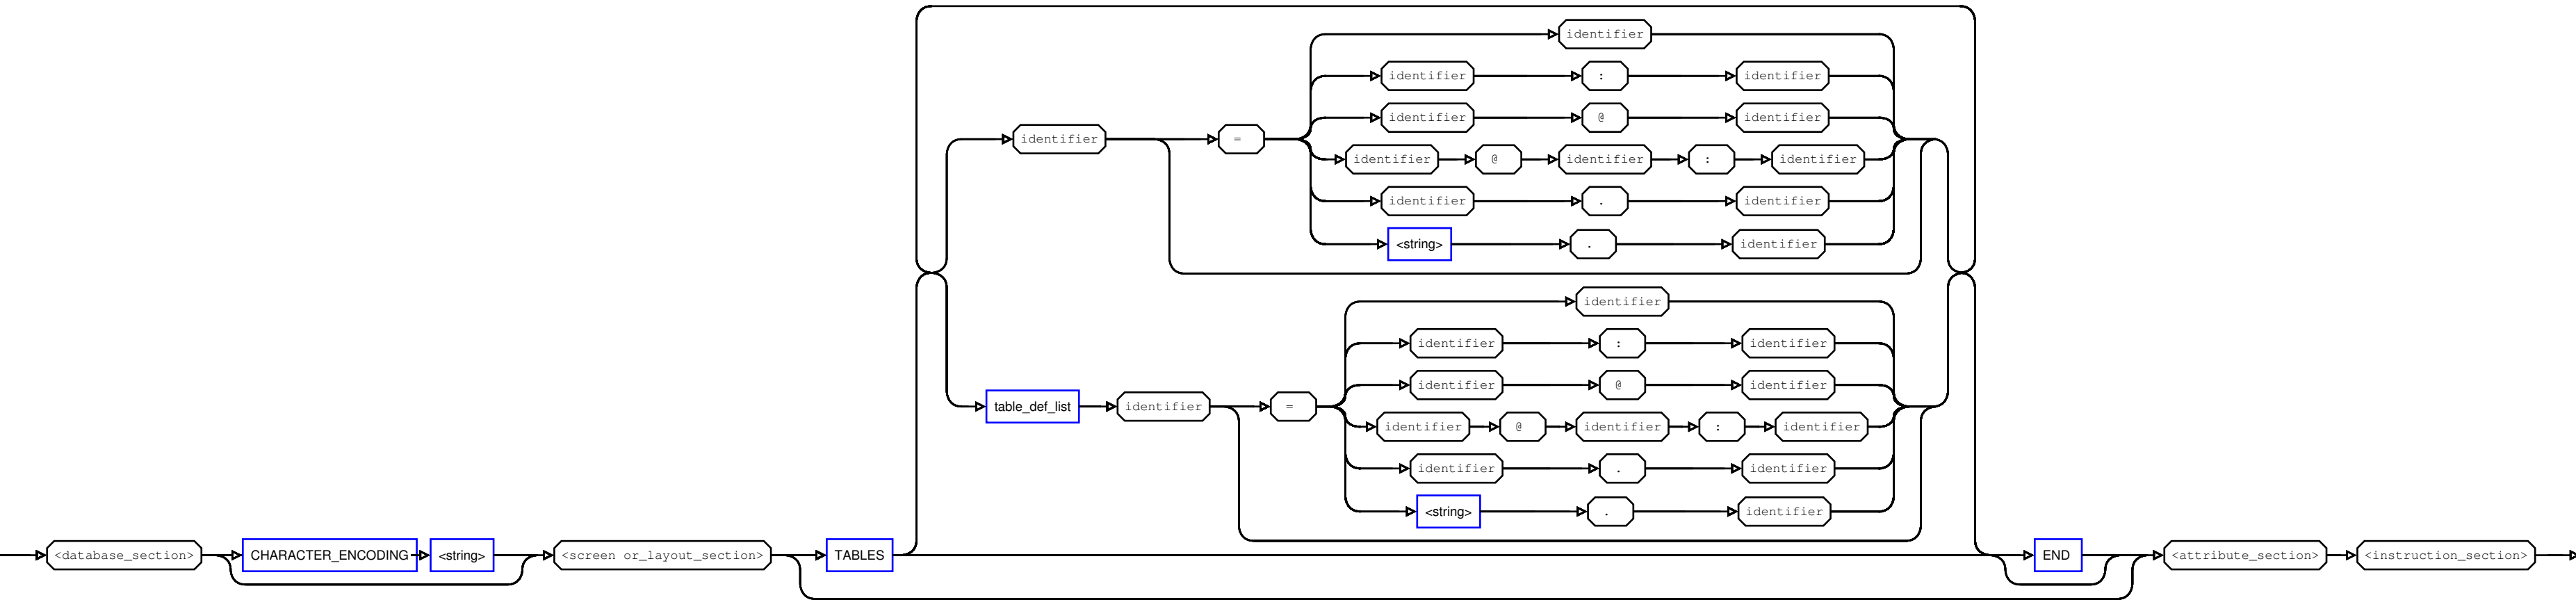 identifier
identifier : identifier
identifier @ identifier
identifier =
identifier @ identifier : identifier
identifier . identifier
<string> . identifier
identifier
identifier : identifier
identifier @ identifier
table_def_list identifier =
identifier @ identifier : identifier
identifier . identifier
<string> . identifier
<database_section> CHARACTER_ENCODING <string> <screen or_layout_section> TABLES END <attribute_section> <instruction_section>